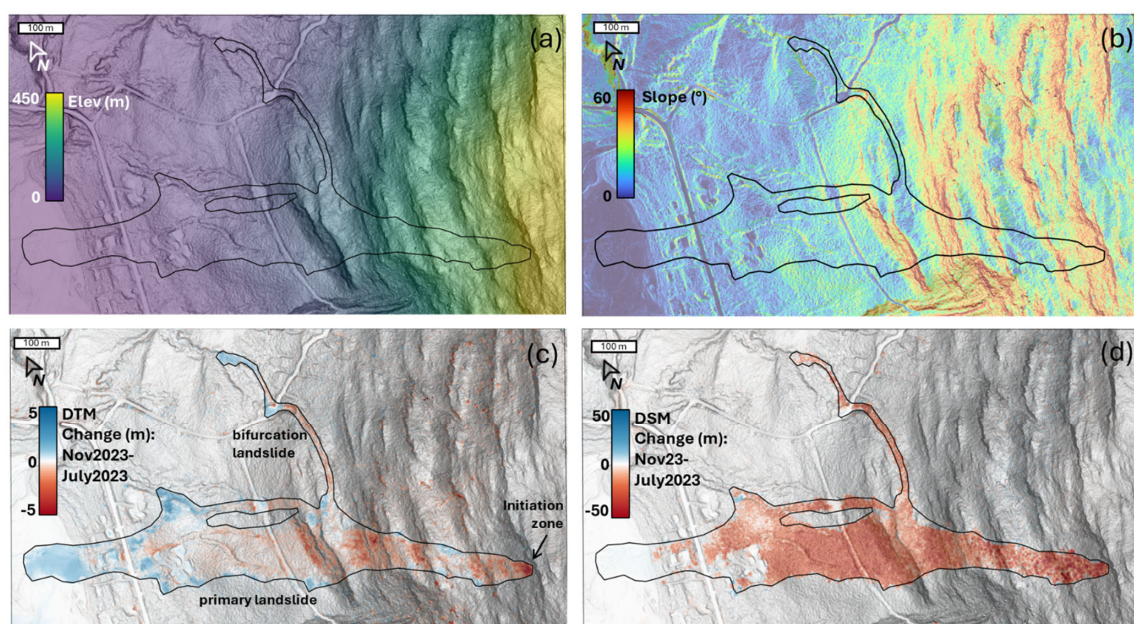 100 m
(a)
N
450
Elev (m)
0
100 m
(b)
N
60
Slope (°)
0
100 m
(c)
N
5
DTM
Change (m):
0
Nov2023-
July2023
-5
bifurcation
landslide
Initiation
zone
primary landslide
100 m
(d)
N
50
DSM
Change (m):
0
Nov23-
July2023
-50